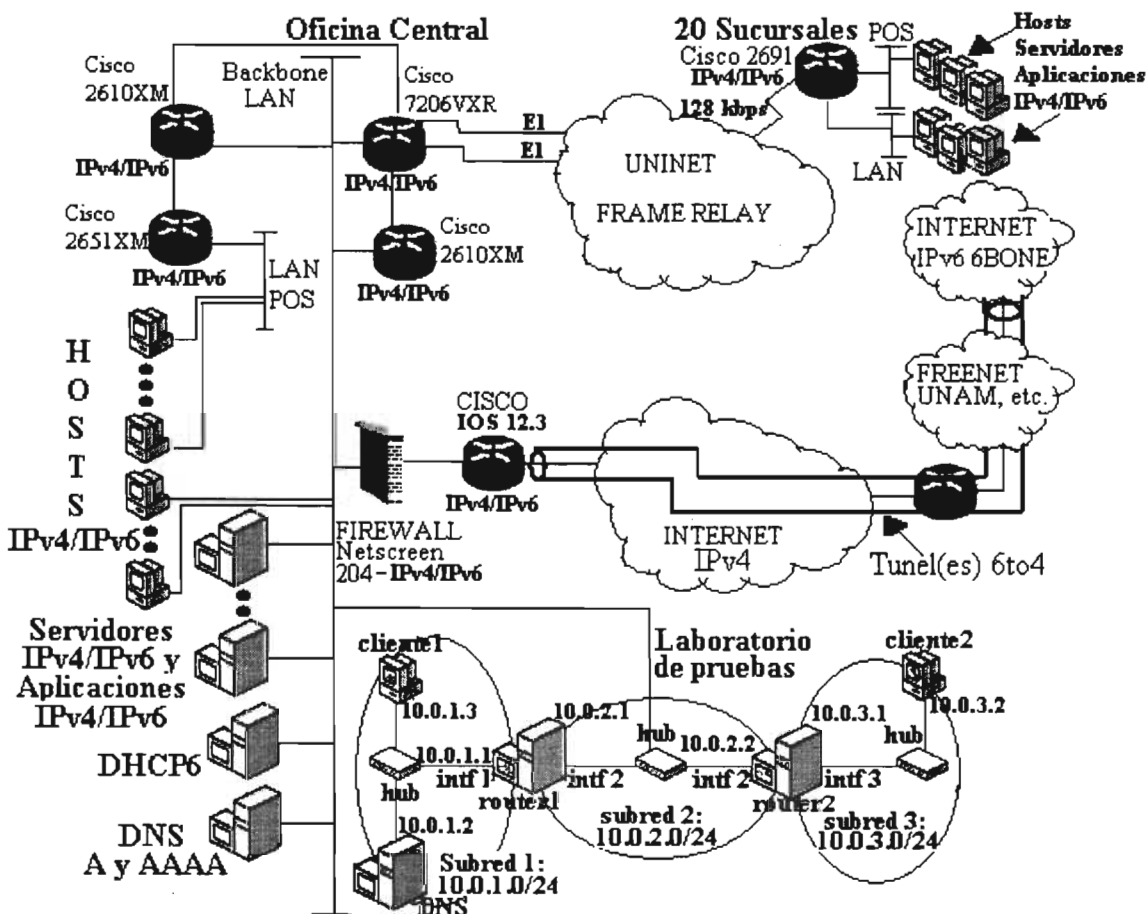 Oficina Central
20 Sucursales
Cisco
2610XM
IPv4/IPv6
Backbone
LAN
Cisco
7206VXR
IPv4/IPv6
E1
E1
UNINET
FRAME RELAY
Cisco 2691
IPv4/IPv6
128 kbps
POS
LAN
Hosts
Servidores
Aplicaciones
IPv4/IPv6
Cisco
2651XM
IPv4/IPv6
LAN
POS
Cisco
2610XM
IPv4/IPv6
INTERNET
IPv6 6BONE
FREENET
UNAM, etc.
HOSTS
IPv4/IPv6
CISCO
IOS 12.3
IPv4/IPv6
FIREWALL
Netscreen
204-IPv4/IPv6
INTERNET
IPv4
Tunel(es) 6to4
Servidores
IPv4/IPv6 y
Aplicaciones
IPv4/IPv6
DHCP6
DNS
A y AAAA
Laboratorio
de pruebas
cliente1
10.0.1.3
hub
10.0.1.1
intf 1
router1
10.0.1.2
DNS
Subred 1:
10.0.1.0/24
10.0.2.1
intf 2
hub
10.0.2.2
intf 2
subred 2:
10.0.2.0/24
router2
10.0.3.1
intf 3
hub
cliente2
10.0.3.2
subred 3:
10.0.3.0/24